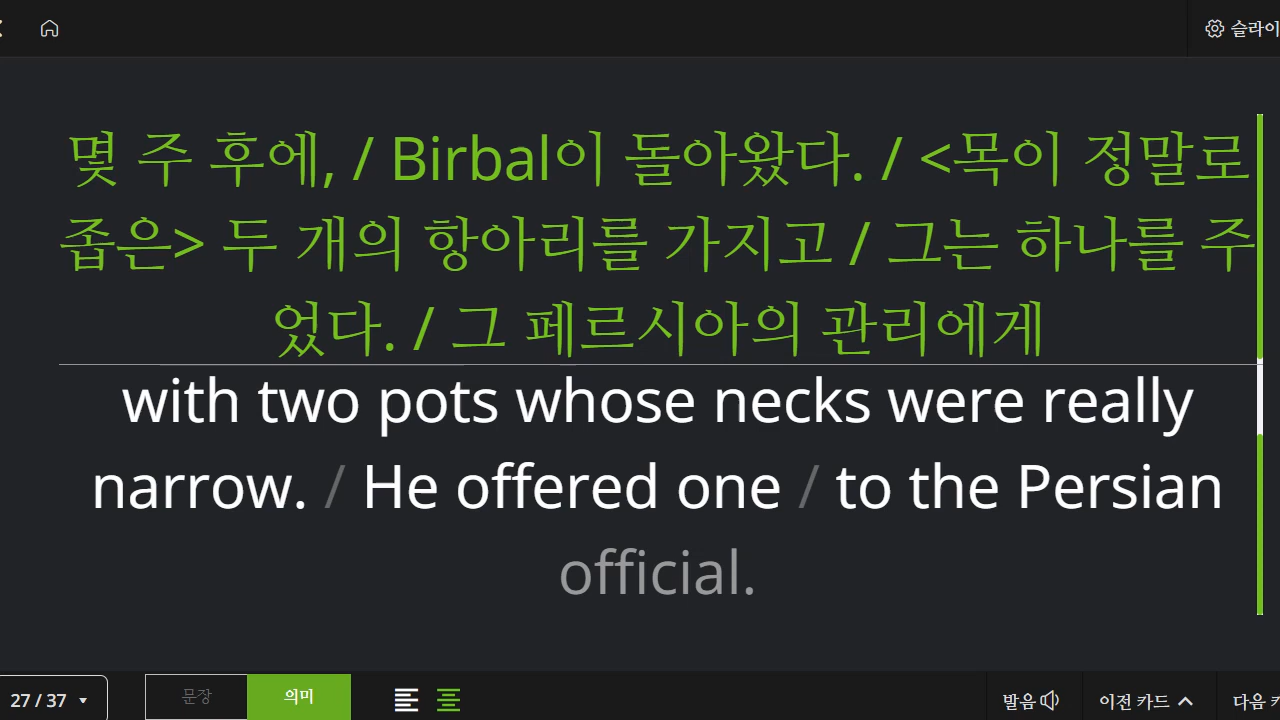 슬라이
몇 주 후에, / Birbal이 돌아왔다. / <목이 정말로
좁은> 두 개의 항아리를 가지고 / 그는 하나를 주
었다. / 그 페르시아의 관리에게
with two pots whose necks were really
narrow. / He offered one / to the Persian
official.
27 / 37 문장 의미 발음 이전 카드 다음